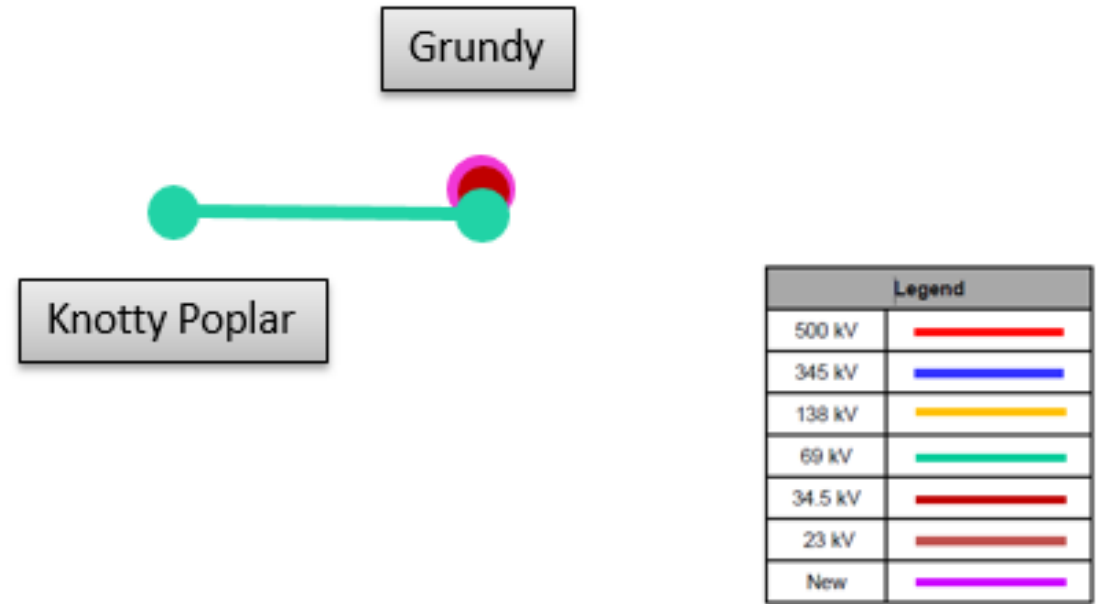 Grundy
Knotty Poplar
Legend
500 kV
345 kV
138 kV
69 kV
34.5 kV
23 kV
New